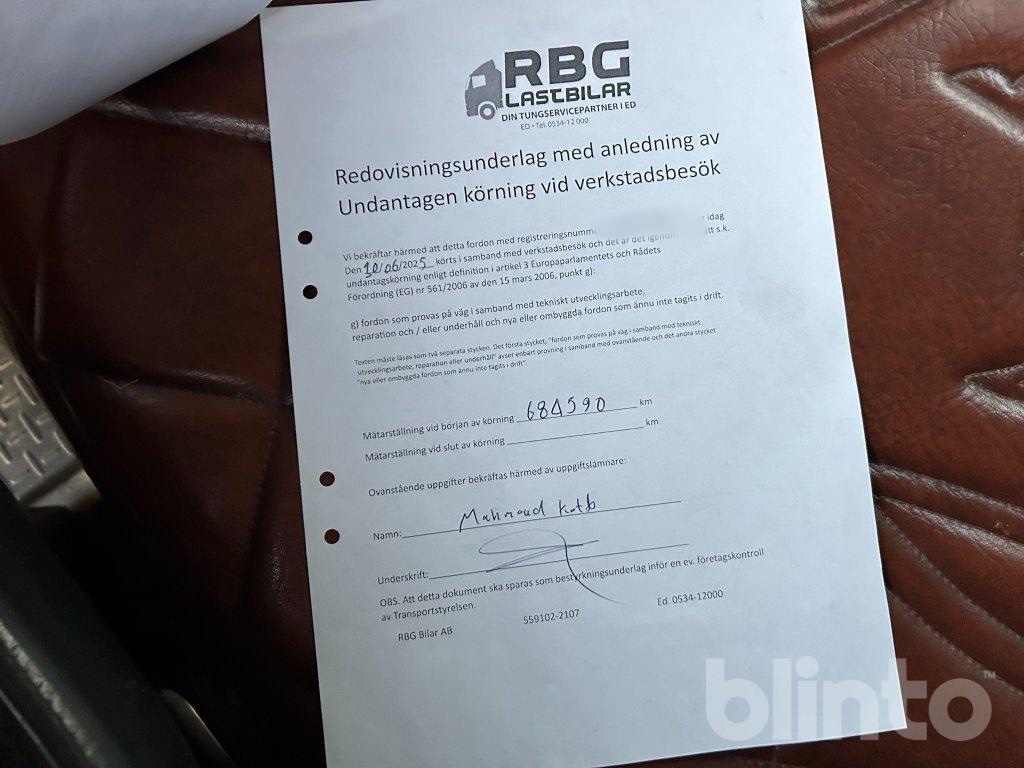 RBG
LASTBILAR
DIN TUNGSERVICEPARTNER I ED
ED • Tel. 0534-12 000
Redovisningsunderlag med anledning av
Undantagen körning vid verkstadsbesök
Vi bekräftar härmed att detta fordon med registreringsnumme idag
Den 10/06/2025 körts i samband med verkstadsbesök och det är det tt s.k.
undantagskörning enligt definition i artikel 3 Europaparlamentets och Rådets
Förordning (EG) nr 561/2006 av den 15 mars 2006, punkt g):
g) fordon som provas på väg i samband med tekniskt utvecklingsarbete,
reparation och / eller underhåll och nya eller ombyggda fordon som ännu inte tagits i drift.
Texten måste läsas som två separata stycken. Det första stycket, "fordon som provas på väg i samband med tekniskt
utvecklingsarbete, reparation eller underhåll" avser enbart provning i samband med ovanstående och det andra stycket
"nya eller ombyggda fordon som ännu inte tagits i drift".
Mätarställning vid början av körning 684590 km
Mätarställning vid slut av körning km
Ovanstående uppgifter bekräftas härmed av uppgiftslämnare:
Namn: Mahmoud Kutb
Underskrift:
OBS. Att detta dokument ska sparas som bestyrkningsunderlag inför en ev. företagskontroll
av Transportstyrelsen.
RBG Bilar AB 559102-2107 Ed 0534-12000
blinto™